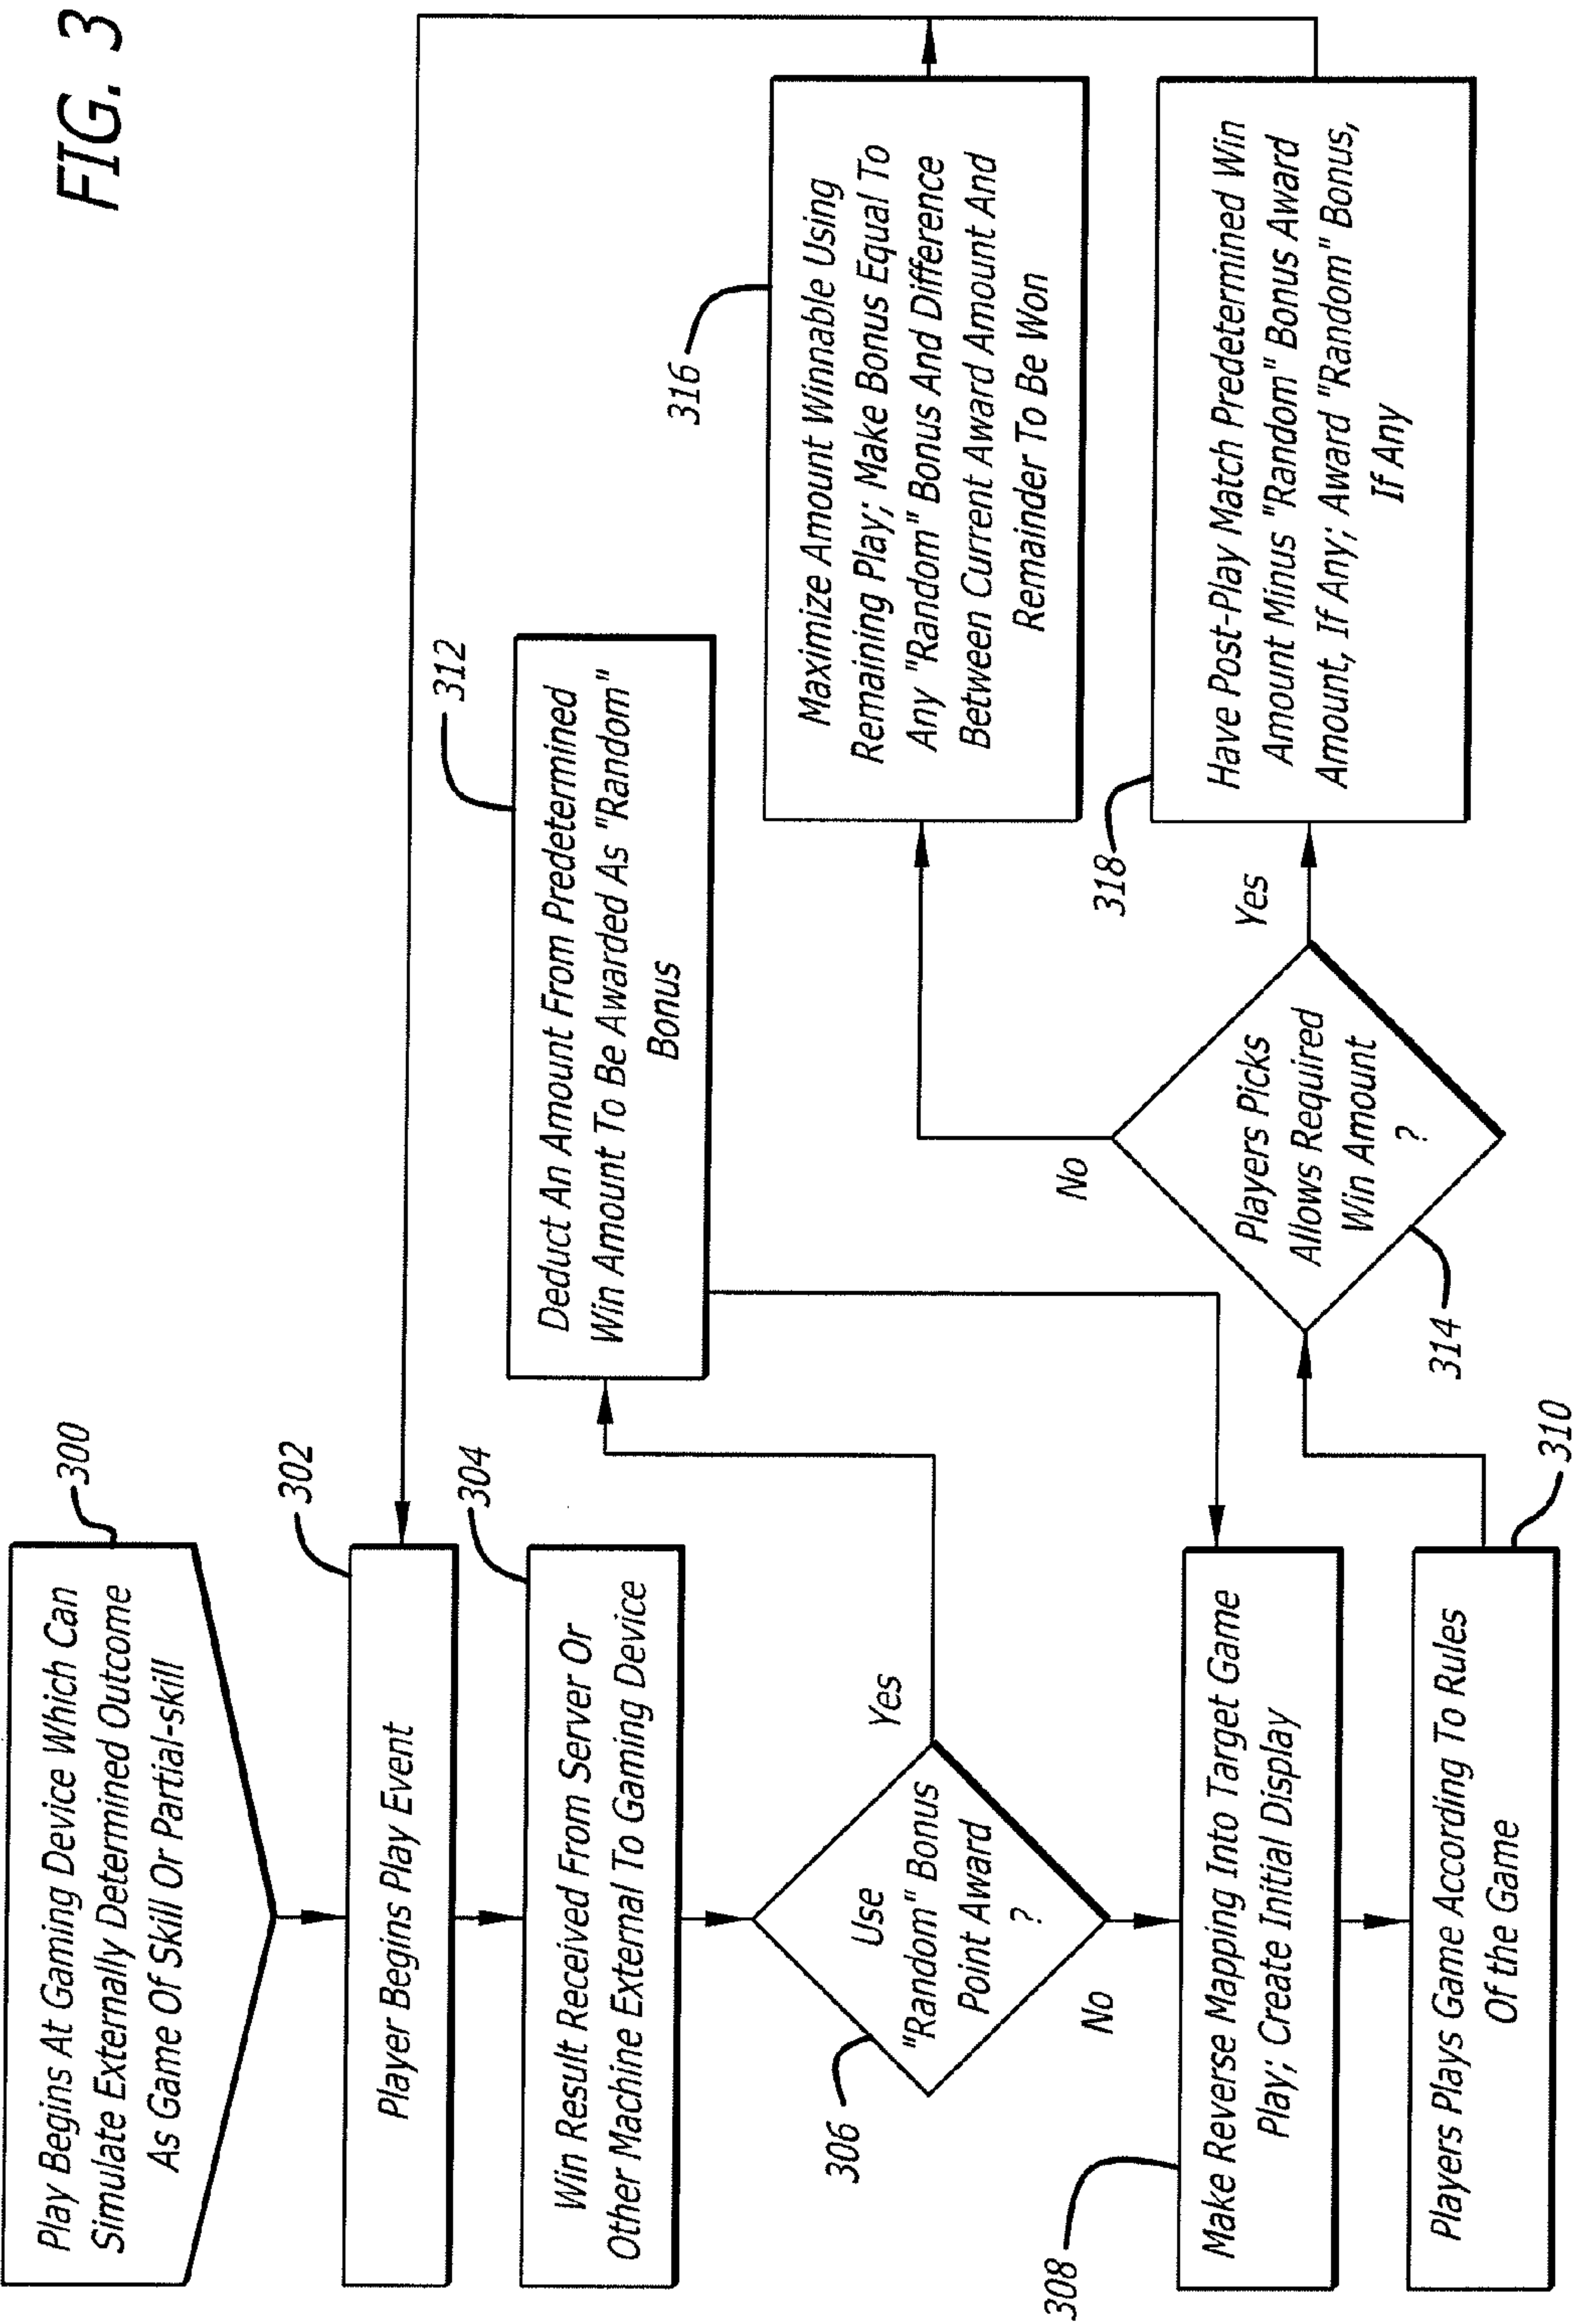 FIG. 3
300
Play Begins At Gaming Device Which Can
Simulate Externally Determined Outcome
As Game Of Skill Or Partial-skill
302
Player Begins Play Event
304
Win Result Received From Server Or
Other Machine External To Gaming Device
306
Use
"Random" Bonus
Point Award
?
Yes
No
312
Deduct An Amount From Predetermined
Win Amount To Be Awarded As "Random"
Bonus
308
Make Reverse Mapping Into Target Game
Play; Create Initial Display
310
Players Plays Game According To Rules
Of the Game
314
Players Picks
Allows Required
Win Amount
?
No
Yes
316
Maximize Amount Winnable Using
Remaining Play; Make Bonus Equal To
Any "Random" Bonus And Difference
Between Current Award Amount And
Remainder To Be Won
318
Have Post-Play Match Predetermined Win
Amount Minus "Random" Bonus Award
Amount, If Any; Award "Random" Bonus,
If Any